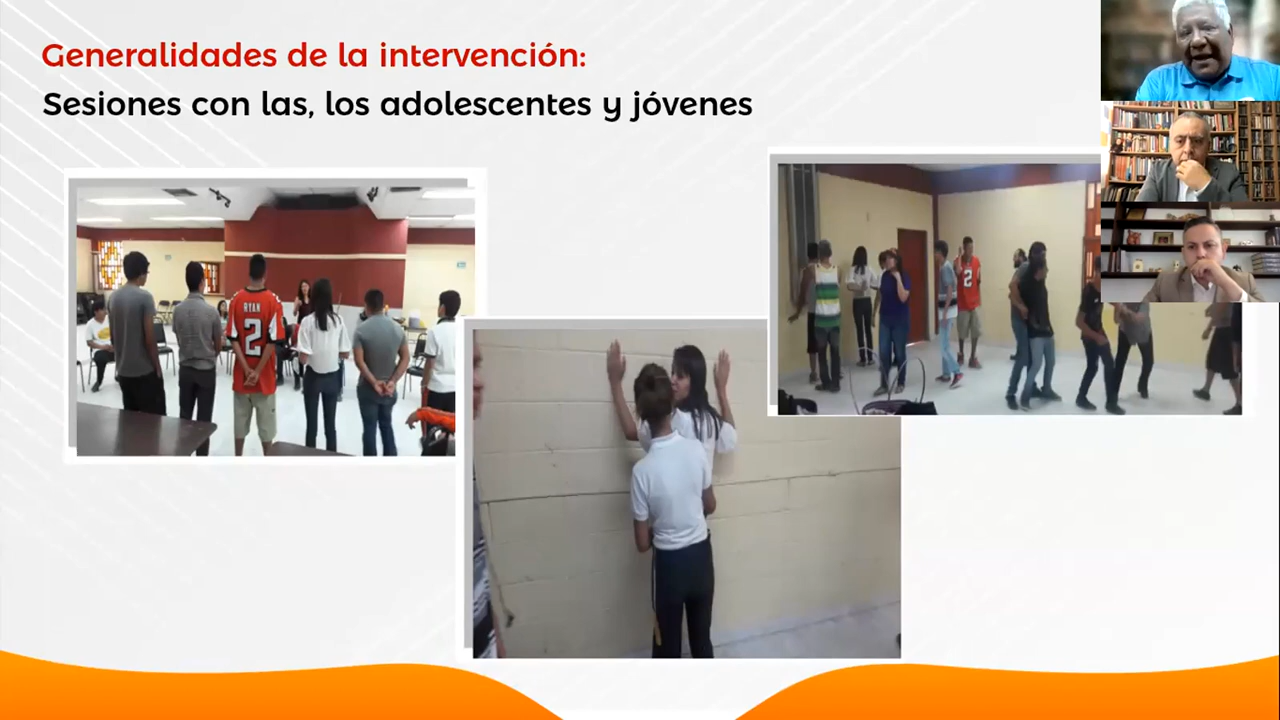 Generalidades de la intervención:
Sesiones con las, los adolescentes y jóvenes
RYAN
2
2